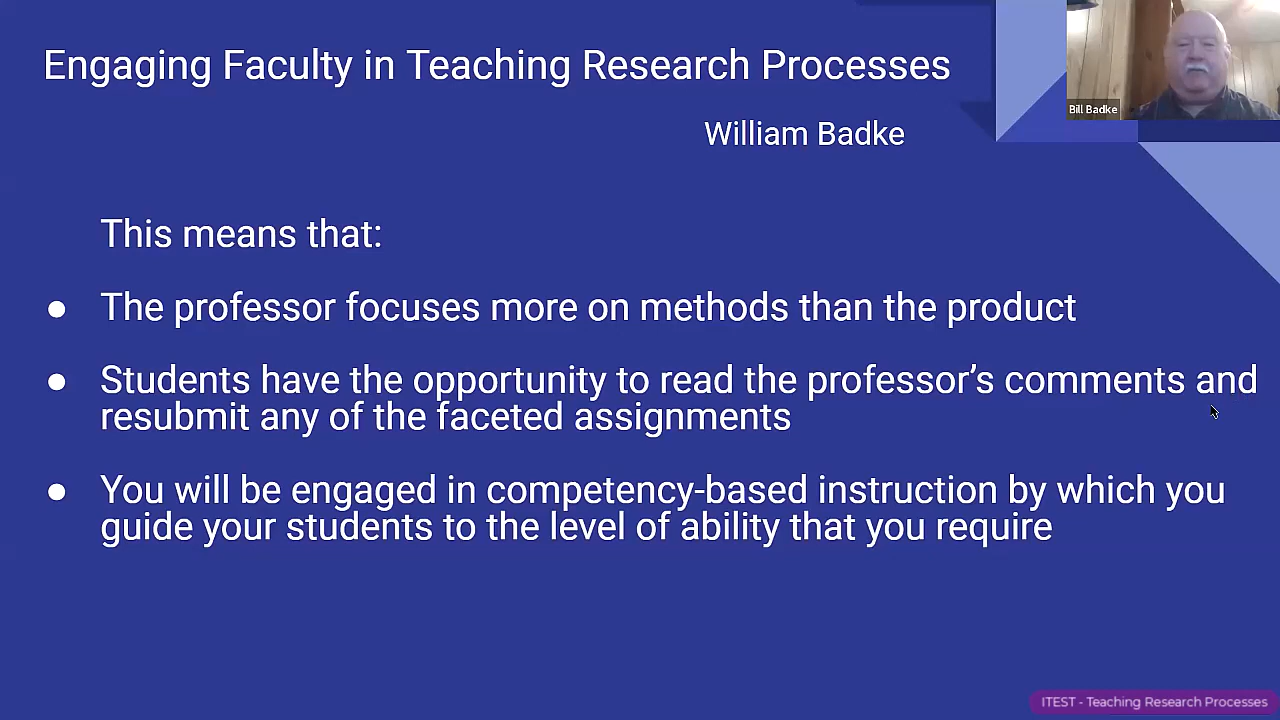 Engaging Faculty in Teaching Research Processes
Bill Badke
William Badke
This means that:
● The professor focuses more on methods than the product
● Students have the opportunity to read the professor’s comments and
resubmit any of the faceted assignments
● You will be engaged in competency-based instruction by which you
guide your students to the level of ability that you require
ITEST - Teaching Research Processes